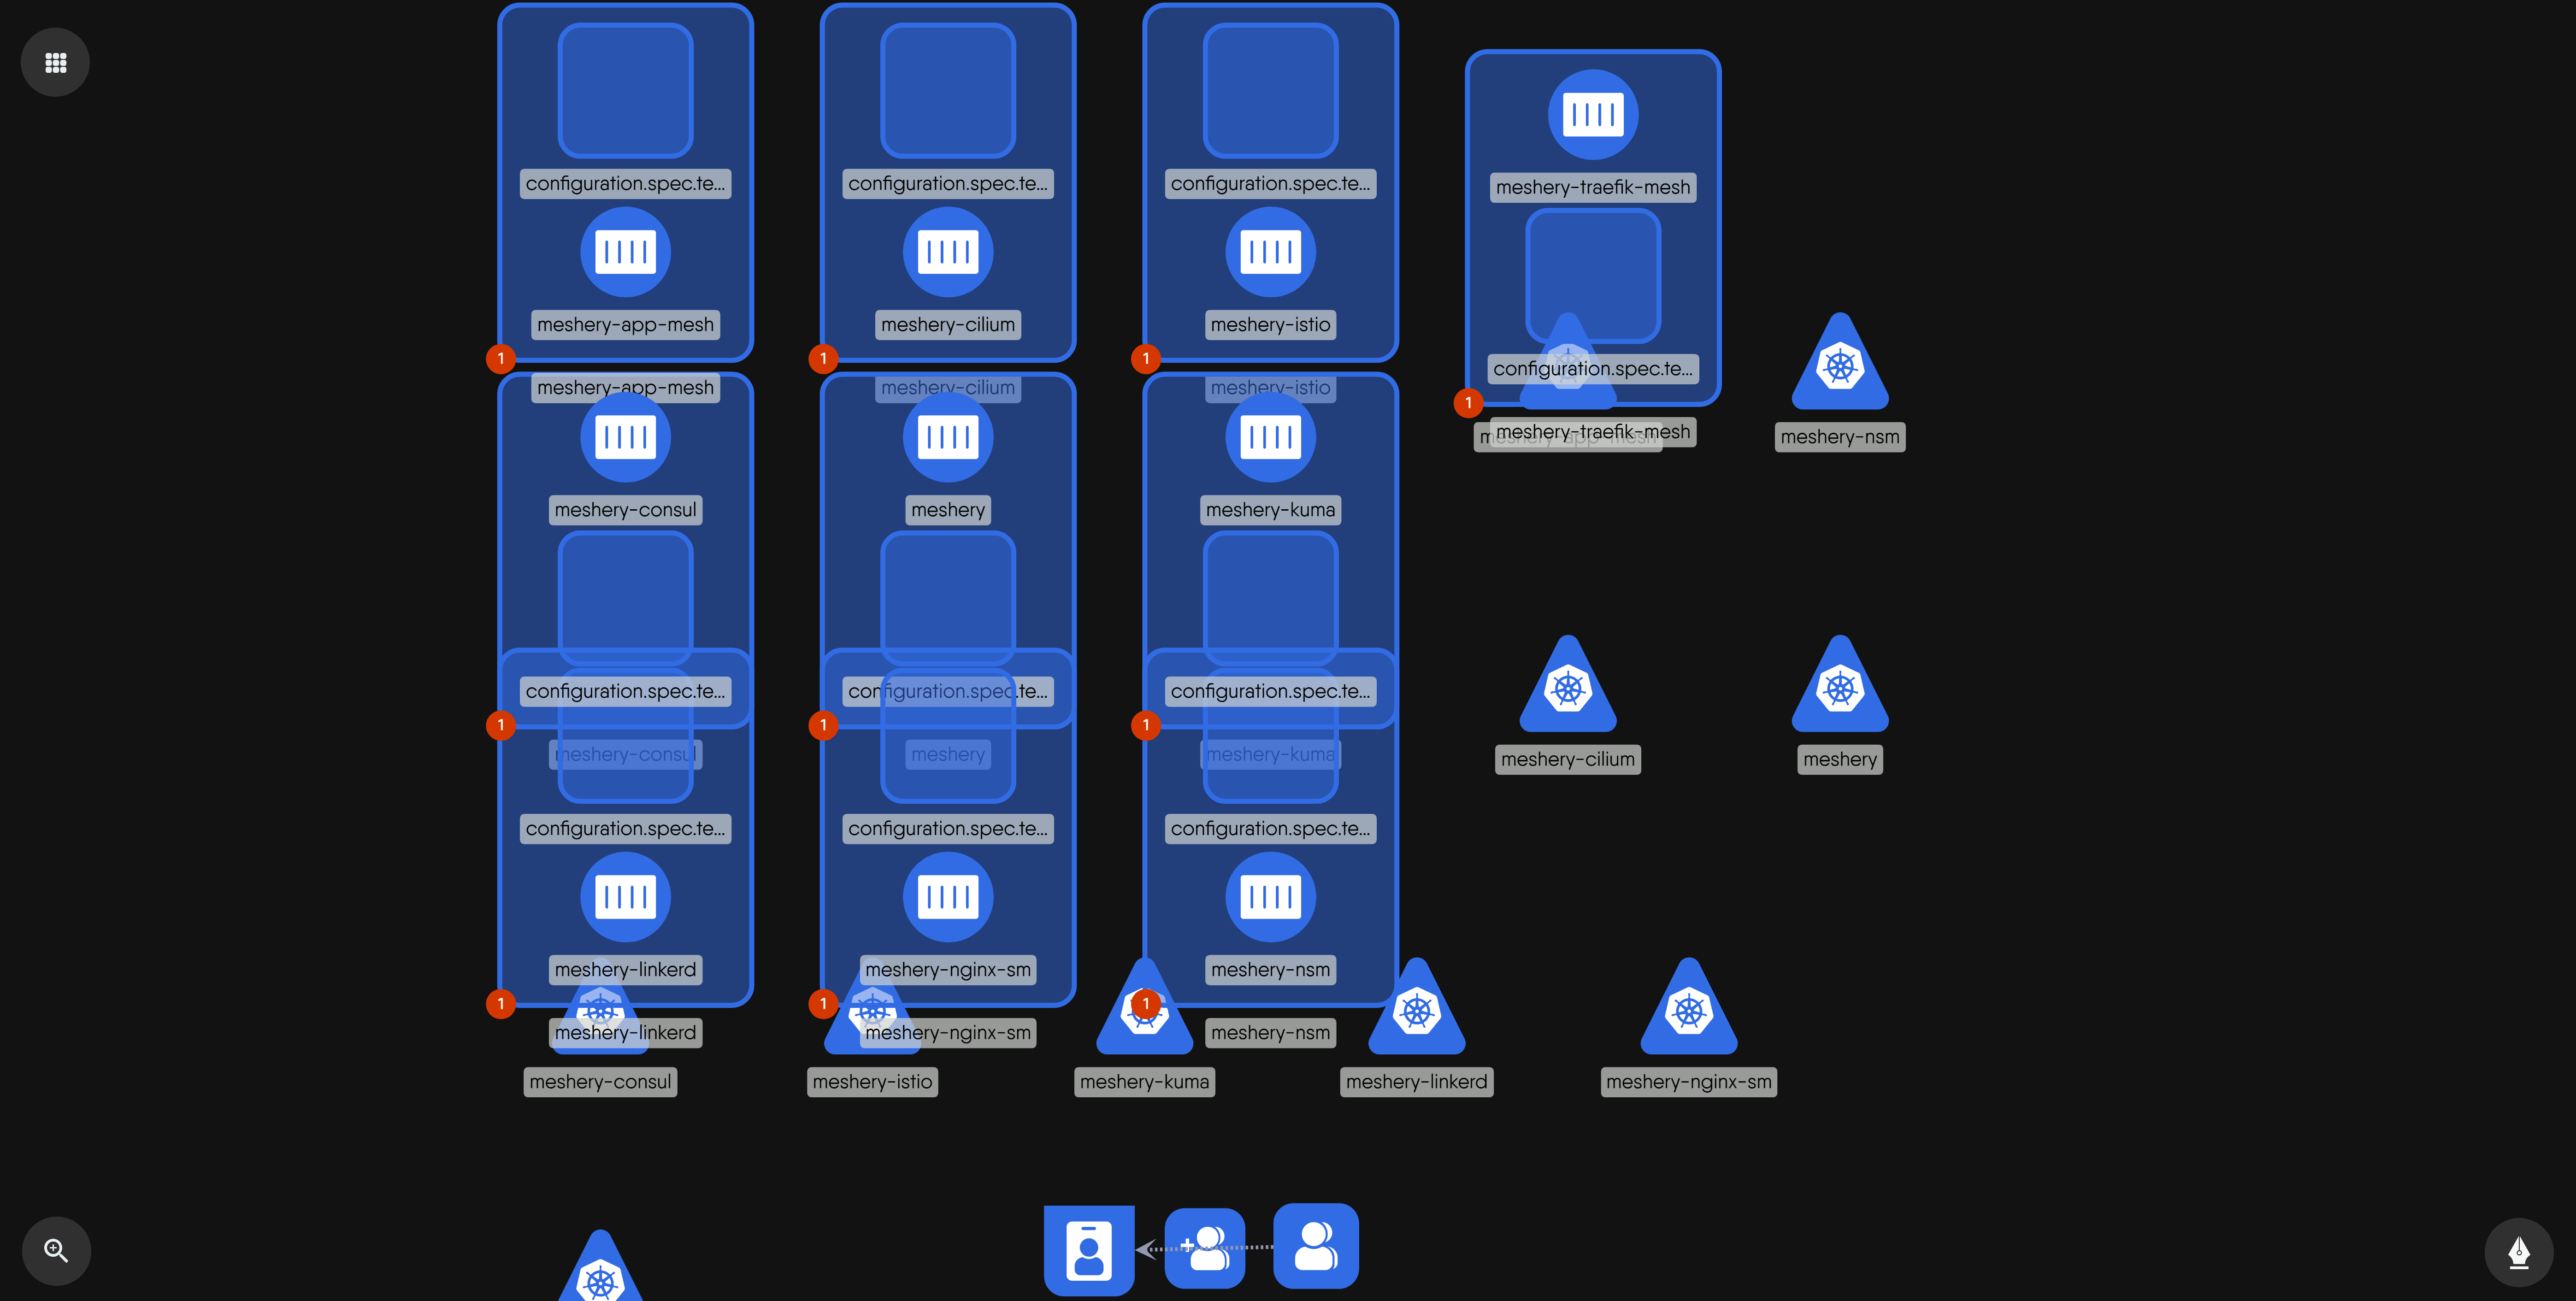 configuration.spec.te...
configuration.spec.te...
configuration.spec.te...
meshery-traefik-mesh
meshery-app-mesh
1
meshery-cilium
1
meshery-istio
1
configuration.spec.te...
1
meshery-app-mesh
meshery-cilium
meshery-istio
meshery-traefik-mesh
meshery-app-mesh
meshery-nsm
meshery-consul
meshery
meshery-kuma
configuration.spec.te...
1
configuration.spec.te...
1
configuration.spec.te...
1
meshery-consul
meshery
meshery-kuma
meshery-cilium
meshery
configuration.spec.te...
configuration.spec.te...
configuration.spec.te...
meshery-linkerd
1
meshery-nginx-sm
1
meshery-nsm
1
meshery-linkerd
meshery-nginx-sm
meshery-nsm
meshery-consul
meshery-istio
meshery-kuma
meshery-linkerd
meshery-nginx-sm